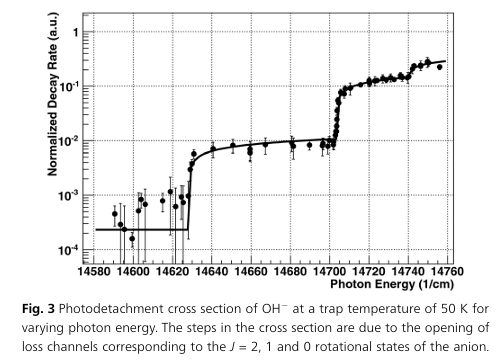 Normalized Decay Rate (a.u.)
1
10⁻¹
10⁻²
10⁻³
10⁻⁴
14580 14600 14620 14640 14660 14680 14700 14720 14740 14760
Photon Energy (1/cm)
Fig. 3 Photodetachment cross section of OH⁻ at a trap temperature of 50 K for
varying photon energy. The steps in the cross section are due to the opening of
loss channels corresponding to the J = 2, 1 and 0 rotational states of the anion.